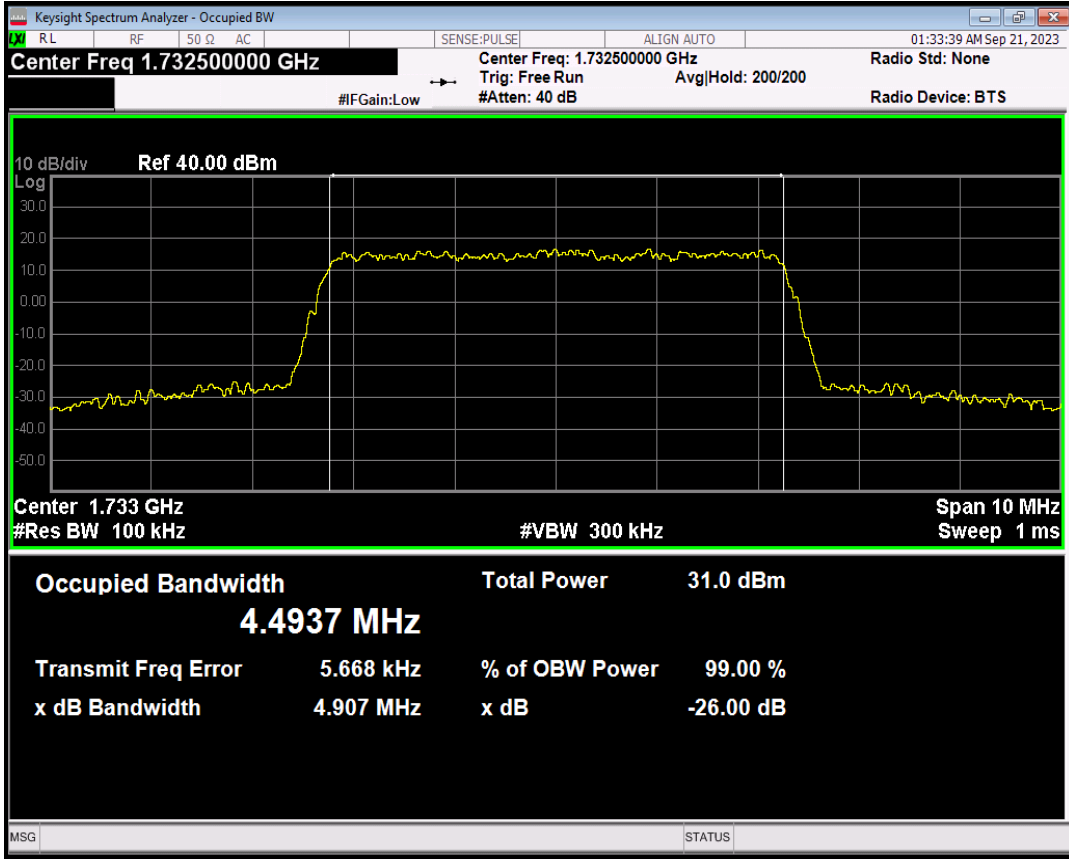 Keysight Spectrum Analyzer - Occupied BW
LXI RL RF 50 Ω AC SENSE:PULSE ALIGN AUTO 01:33:39 AM Sep 21, 2023
Center Freq 1.732500000 GHz
Center Freq: 1.732500000 GHz
Radio Std: None
Trig: Free Run Avg|Hold: 200/200
#IFGain:Low #Atten: 40 dB Radio Device: BTS
10 dB/div Ref 40.00 dBm
Log
30.0
20.0
10.0
0.00
-10.0
-20.0
-30.0
-40.0
-50.0
Center 1.733 GHz Span 10 MHz
#Res BW 100 kHz #VBW 300 kHz Sweep 1 ms
Occupied Bandwidth Total Power 31.0 dBm
4.4937 MHz
Transmit Freq Error 5.668 kHz % of OBW Power 99.00 %
x dB Bandwidth 4.907 MHz x dB -26.00 dB
MSG STATUS